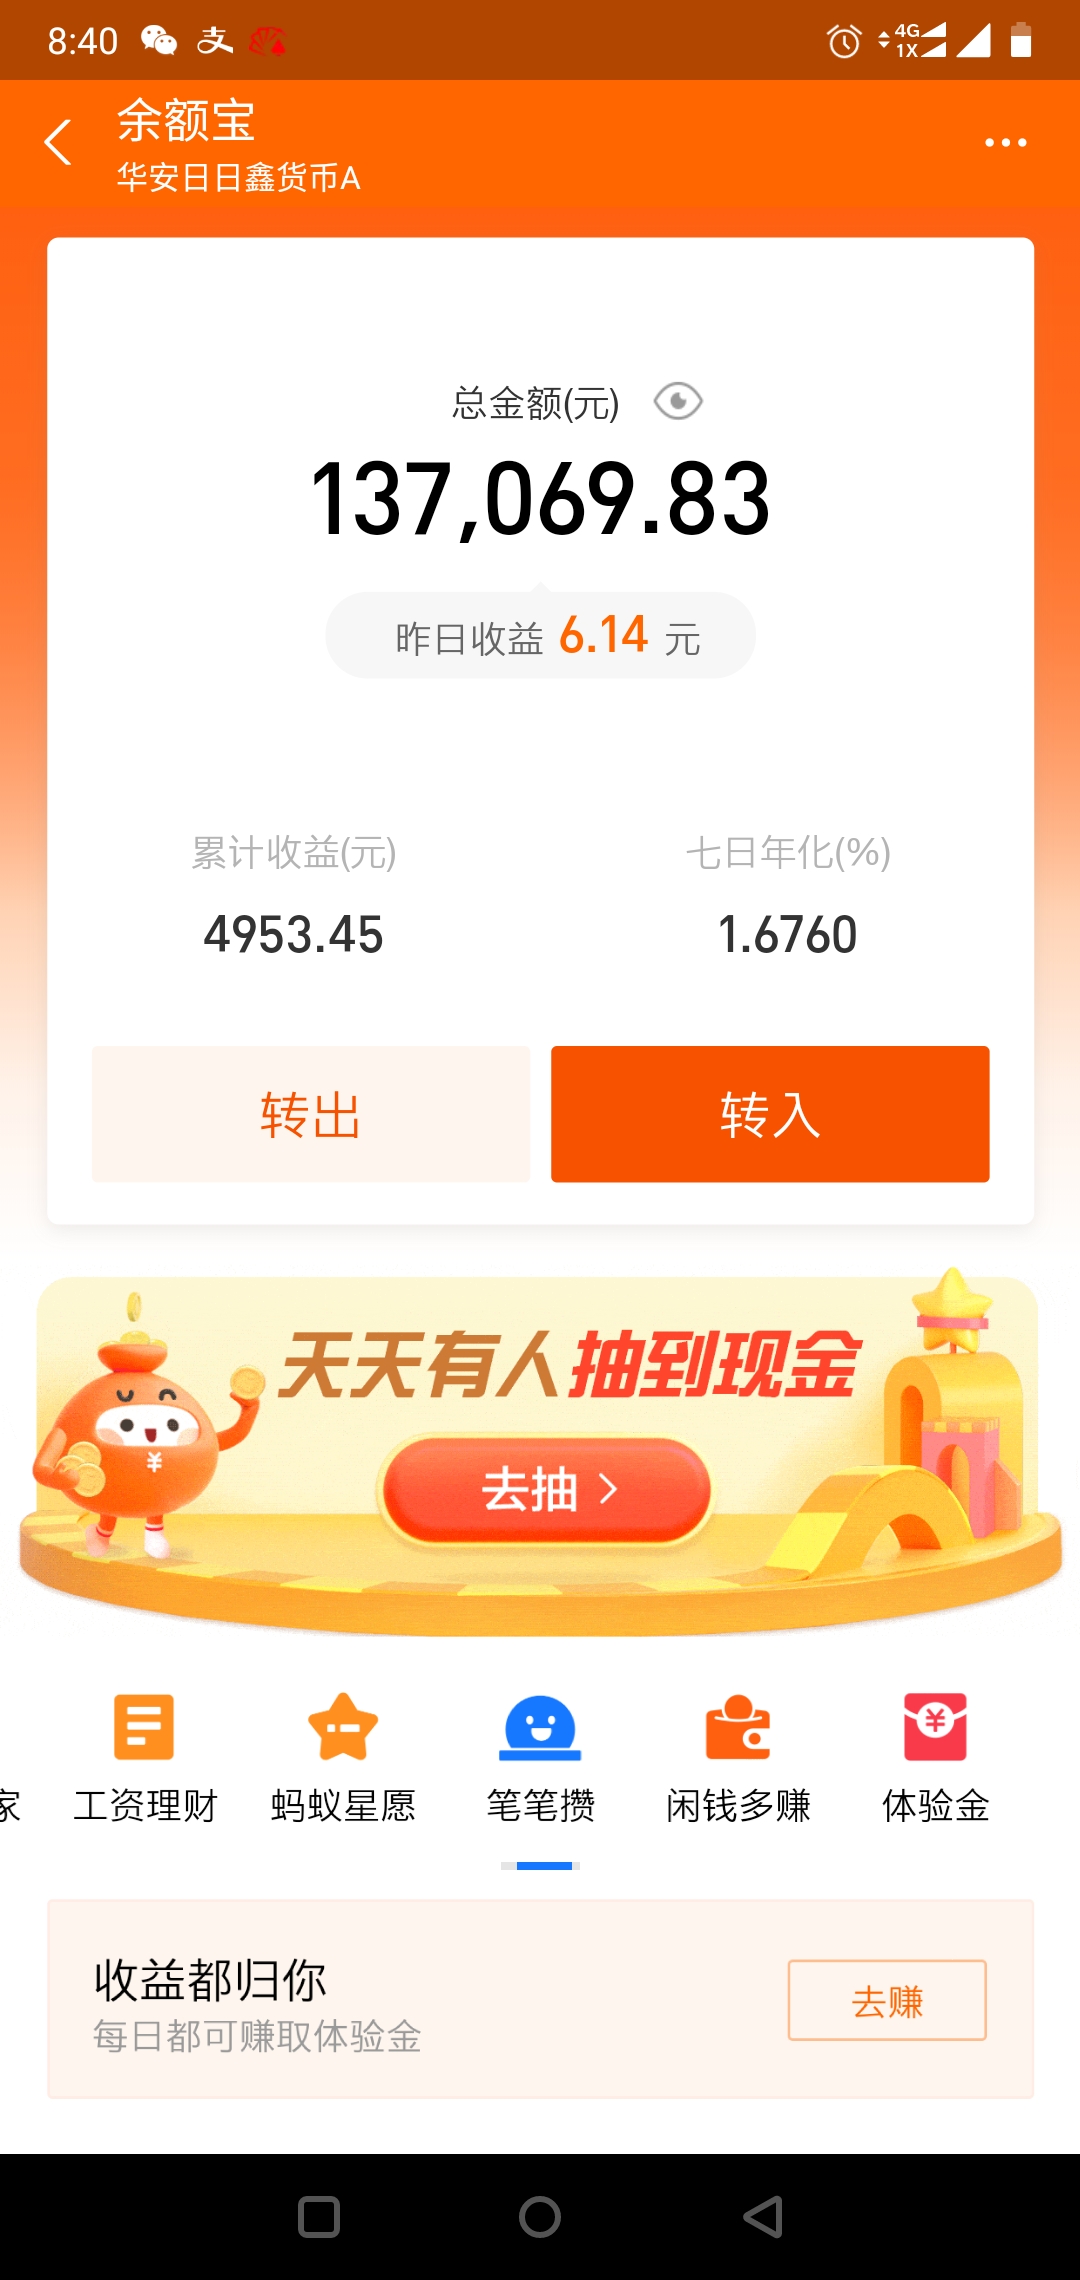 8:40
4G
1X
余额宝
华安日日鑫货币A
总金额(元)
137,069.83
昨日收益 6.14 元
累计收益(元) 七日年化(%)
4953.45 1.6760
转出 转入
天天有人抽到现金
去抽 >
家 工资理财 蚂蚁星愿 笔笔攒 闲钱多赚 体验金
收益都归你
每日都可赚取体验金
去赚